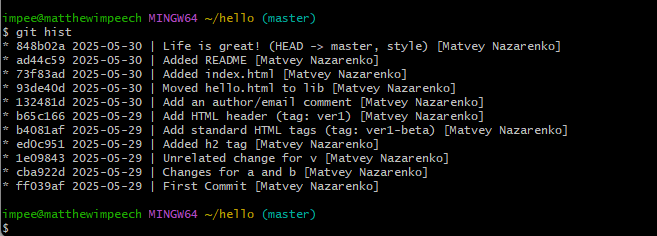 impee@matthewimpeech MINGW64 ~/hello (master)
$ git hist
* 848b02a 2025-05-30 | Life is great! (HEAD -> master, style) [Matvey Nazarenko]
* ad44c59 2025-05-30 | Added README [Matvey Nazarenko]
* 73f83ad 2025-05-30 | Added index.html [Matvey Nazarenko]
* 93de40d 2025-05-30 | Moved hello.html to lib [Matvey Nazarenko]
* 132481d 2025-05-30 | Add an author/email comment [Matvey Nazarenko]
* b65c166 2025-05-29 | Add HTML header (tag: ver1) [Matvey Nazarenko]
* b4081af 2025-05-29 | Add standard HTML tags (tag: ver1-beta) [Matvey Nazarenko]
* ed0c951 2025-05-29 | Added h2 tag [Matvey Nazarenko]
* 1e09843 2025-05-29 | Unrelated change for v [Matvey Nazarenko]
* cba922d 2025-05-29 | Changes for a and b [Matvey Nazarenko]
* ff039af 2025-05-29 | First Commit [Matvey Nazarenko]
impee@matthewimpeech MINGW64 ~/hello (master)
$